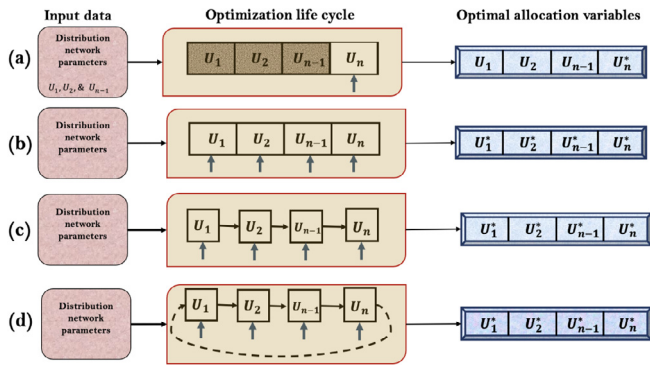 Input data Optimization life cycle Optimal allocation variables
(a) Distribution network parameters
U₁, U₂, & Uₙ₋₁
U₁ U₂ Uₙ₋₁ Uₙ
U₁ U₂ Uₙ₋₁ Uₙ*
(b) Distribution network parameters
U₁ U₂ Uₙ₋₁ Uₙ
U₁* U₂* Uₙ₋₁* Uₙ*
(c) Distribution network parameters
U₁ U₂ Uₙ₋₁ Uₙ
U₁* U₂* Uₙ₋₁* Uₙ*
(d) Distribution network parameters
U₁ U₂ Uₙ₋₁ Uₙ
U₁* U₂* Uₙ₋₁* Uₙ*